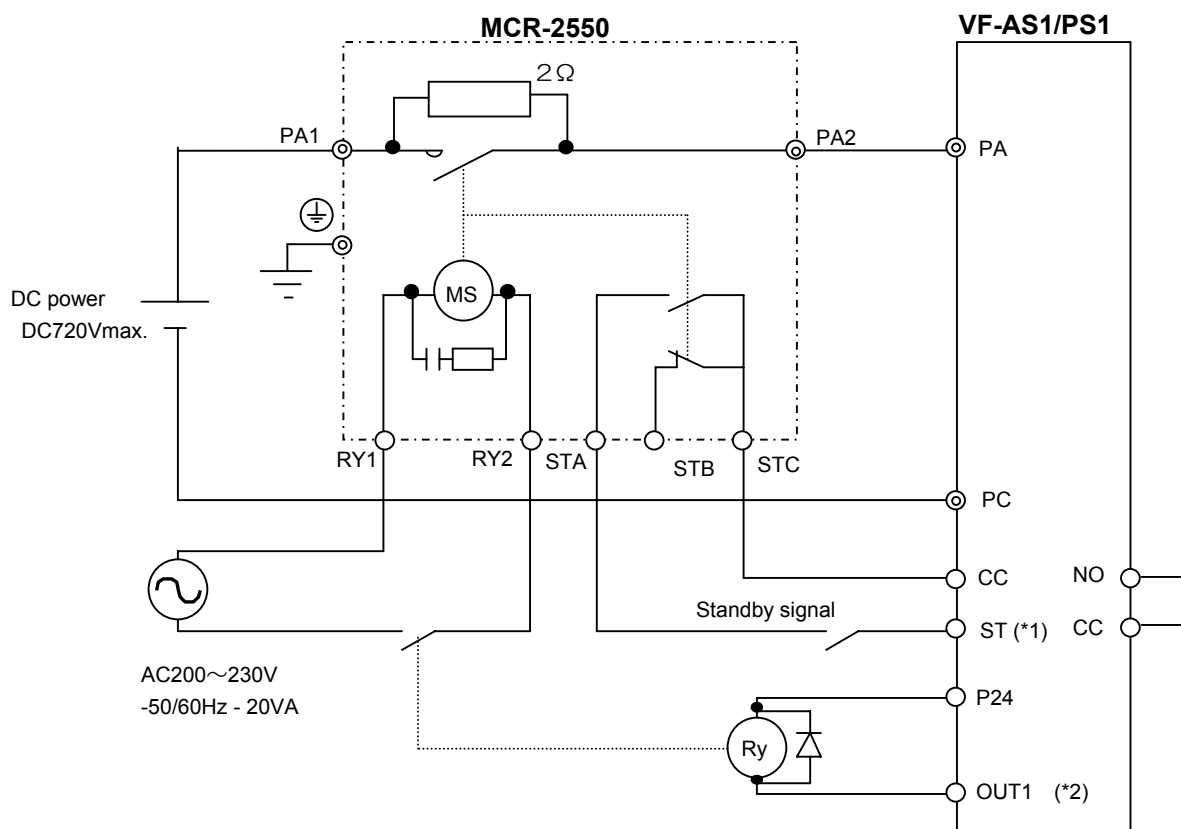 MCR-2550
VF-AS1/PS1
2Ω
PA1
PA2
PA
DC power
DC720Vmax.
MS
RY1
RY2
STA
STB
STC
PC
CC
NO
Standby signal
ST (*1)
CC
AC200～230V
-50/60Hz - 20VA
P24
Ry
OUT1 (*2)